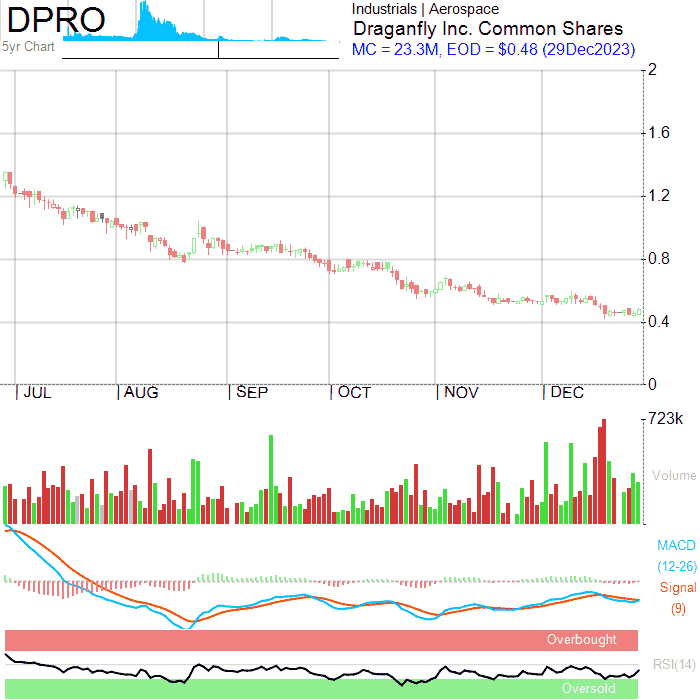 DPRO
5yr Chart
Industrials | Aerospace
Draganfly Inc. Common Shares
MC = 23.3M, EOD = $0.48 (29Dec2023)
2
1.6
1.2
0.8
0.4
0
JUL AUG SEP OCT NOV DEC
723k
Volume
MACD
(12-26)
Signal
(9)
Overbought
RSI(14)
Oversold